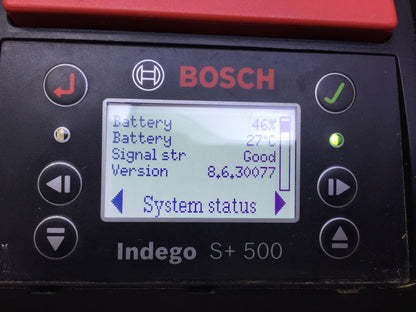 BOSCH
Battery 46%
Battery 27°C
Signal str Good
Version 8.6.30077
System status
Indego S+ 500